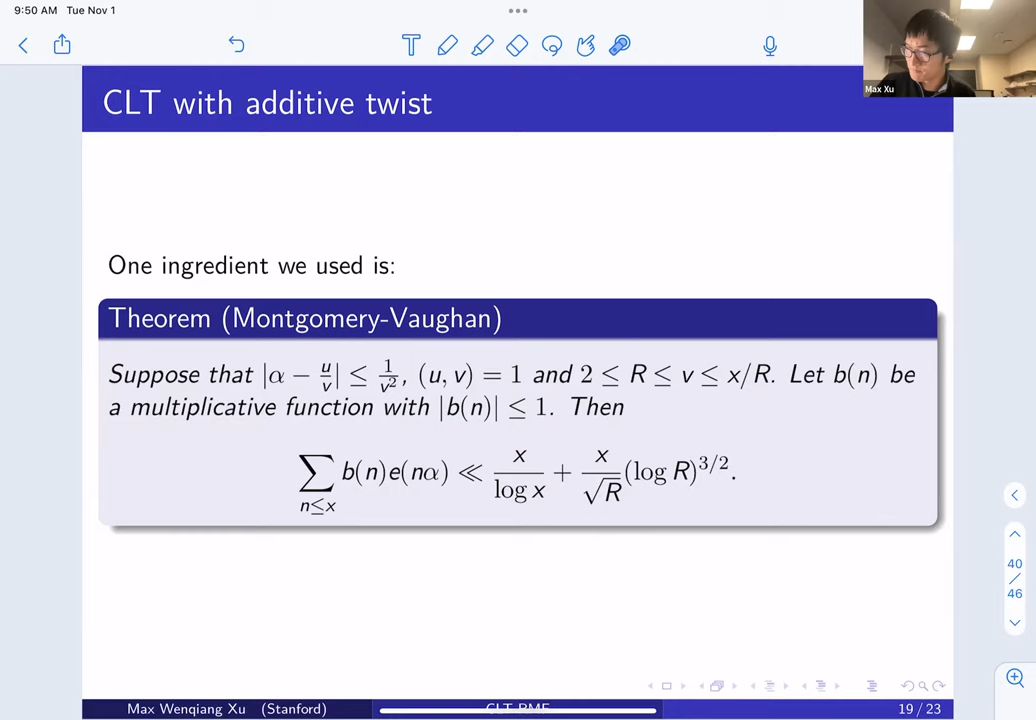 9:50 AM Tue Nov 1
Max Xu
CLT with additive twist
One ingredient we used is:
Theorem (Montgomery-Vaughan)
Suppose that |α − u/v| ≤ 1/v², (u, v) = 1 and 2 ≤ R ≤ v ≤ x/R. Let b(n) be
a multiplicative function with |b(n)| ≤ 1. Then
∑_{n≤x} b(n)e(nα) ≪ x/log x + x/√R (log R)^{3/2}.
40
/
46
Max Wenqiang Xu (Stanford) CLT RMF 19 / 23